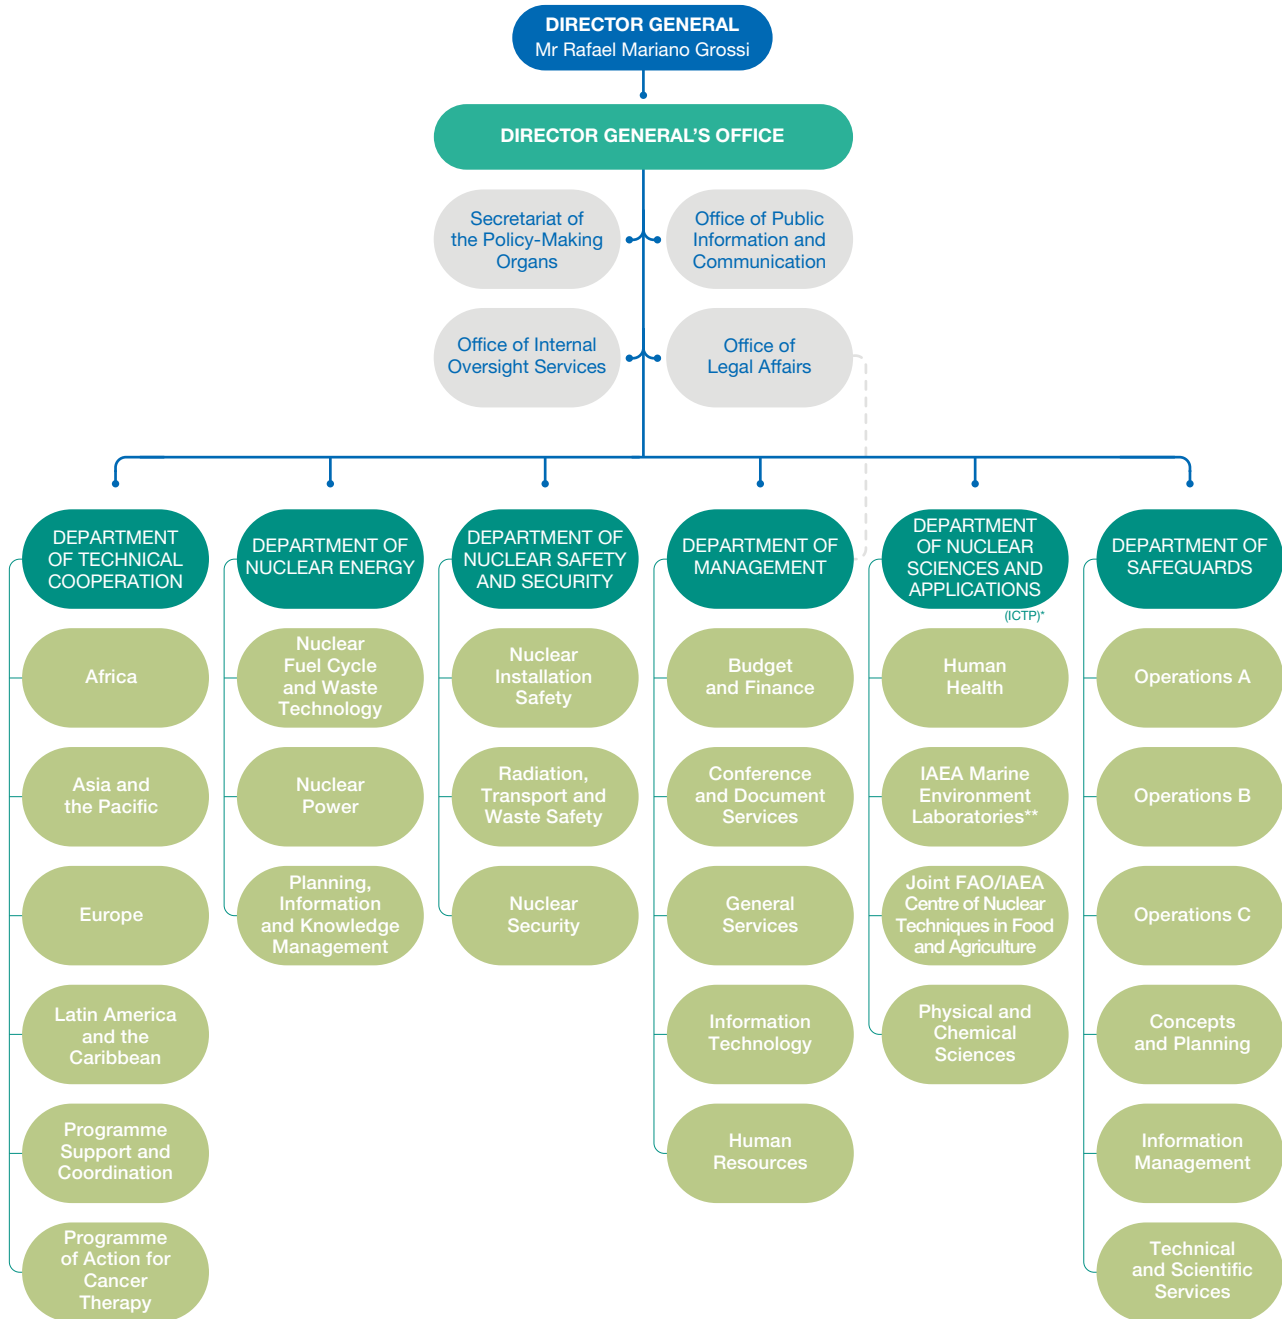 DIRECTOR GENERAL
Mr Rafael Mariano Grossi
DIRECTOR GENERAL'S OFFICE
Secretariat of
the Policy-Making
Organs
Office of Public
Information and
Communication
Office of Internal
Oversight Services
Office of
Legal Affairs
DEPARTMENT
OF TECHNICAL
COOPERATION
DEPARTMENT OF
NUCLEAR ENERGY
DEPARTMENT OF
NUCLEAR SAFETY
AND SECURITY
DEPARTMENT OF
MANAGEMENT
DEPARTMENT
OF NUCLEAR
SCIENCES AND
APPLICATIONS
(ICTP)*
DEPARTMENT OF
SAFEGUARDS
Africa
Nuclear
Fuel Cycle
and Waste
Technology
Nuclear
Installation
Safety
Budget
and Finance
Human
Health
Operations A
Asia and
the Pacific
Nuclear
Power
Radiation,
Transport and
Waste Safety
Conference
and Document
Services
IAEA Marine
Environment
Laboratories**
Operations B
Europe
Planning,
Information
and Knowledge
Management
Nuclear
Security
General
Services
Joint FAO/IAEA
Centre of Nuclear
Techniques in Food
and Agriculture
Operations C
Latin America
and the
Caribbean
Information
Technology
Physical and
Chemical
Sciences
Concepts
and Planning
Programme
Support and
Coordination
Human
Resources
Information
Management
Programme
of Action for
Cancer
Therapy
Technical
and Scientific
Services